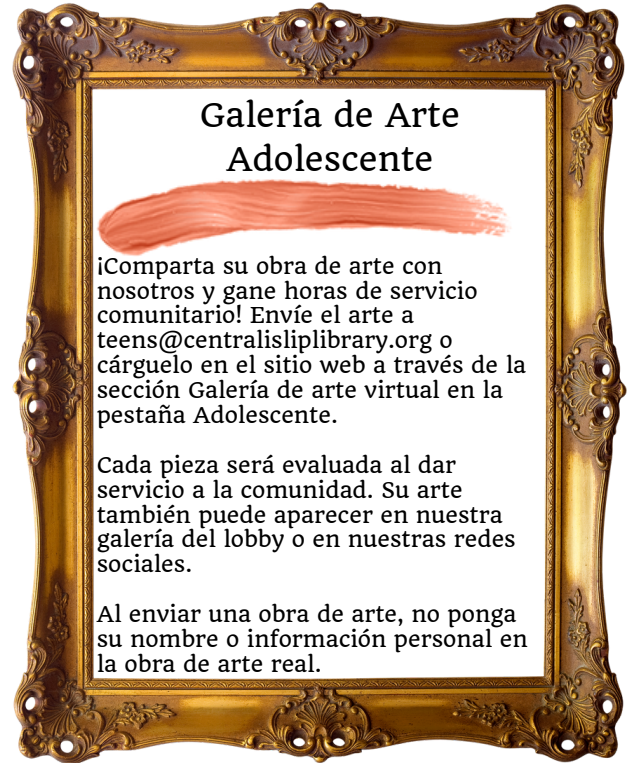 Galería de Arte
Adolescente
¡Comparta su obra de arte con
nosotros y gane horas de servicio
comunitario! Envíe el arte a
teens@centralisliplibrary.org o
cárguelo en el sitio web a través de la
sección Galería de arte virtual en la
pestaña Adolescente.
Cada pieza será evaluada al dar
servicio a la comunidad. Su arte
también puede aparecer en nuestra
galería del lobby o en nuestras redes
sociales.
Al enviar una obra de arte, no ponga
su nombre o información personal en
la obra de arte real.